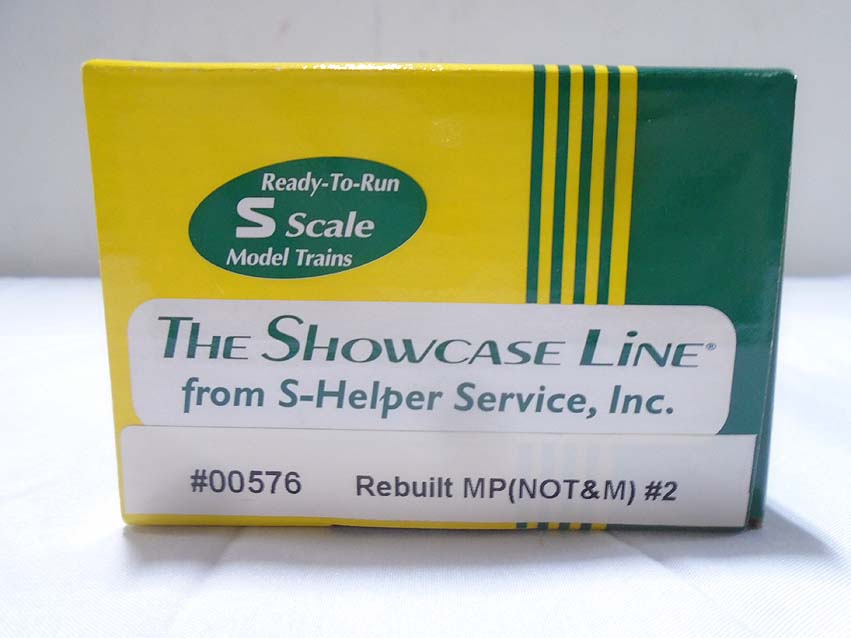 Ready-To-Run
S Scale
Model Trains
THE SHOWCASE LINE®
from S-Helper Service, Inc.
#00576 Rebuilt MP(NOT&M) #2